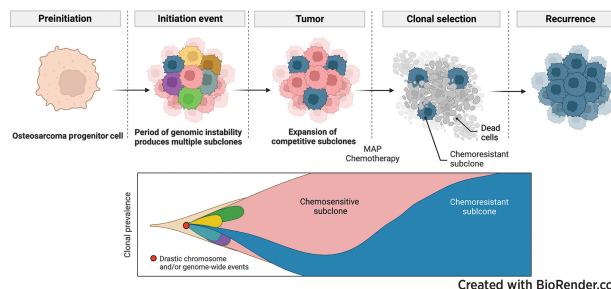 Preinitiation
Initiation event
Tumor
Clonal selection
Recurrence
Osteosarcoma progenitor cell
Period of genomic instability
produces multiple subclones
Expansion of
competitive subclones
MAP
Chemotherapy
Dead
cells
Chemoresistant
subclone
Clonal prevalence
Chemosensitive
subclone
Chemoresistant
sublcone
Drastic chromosome
and/or genome-wide events
Created with BioRender.co